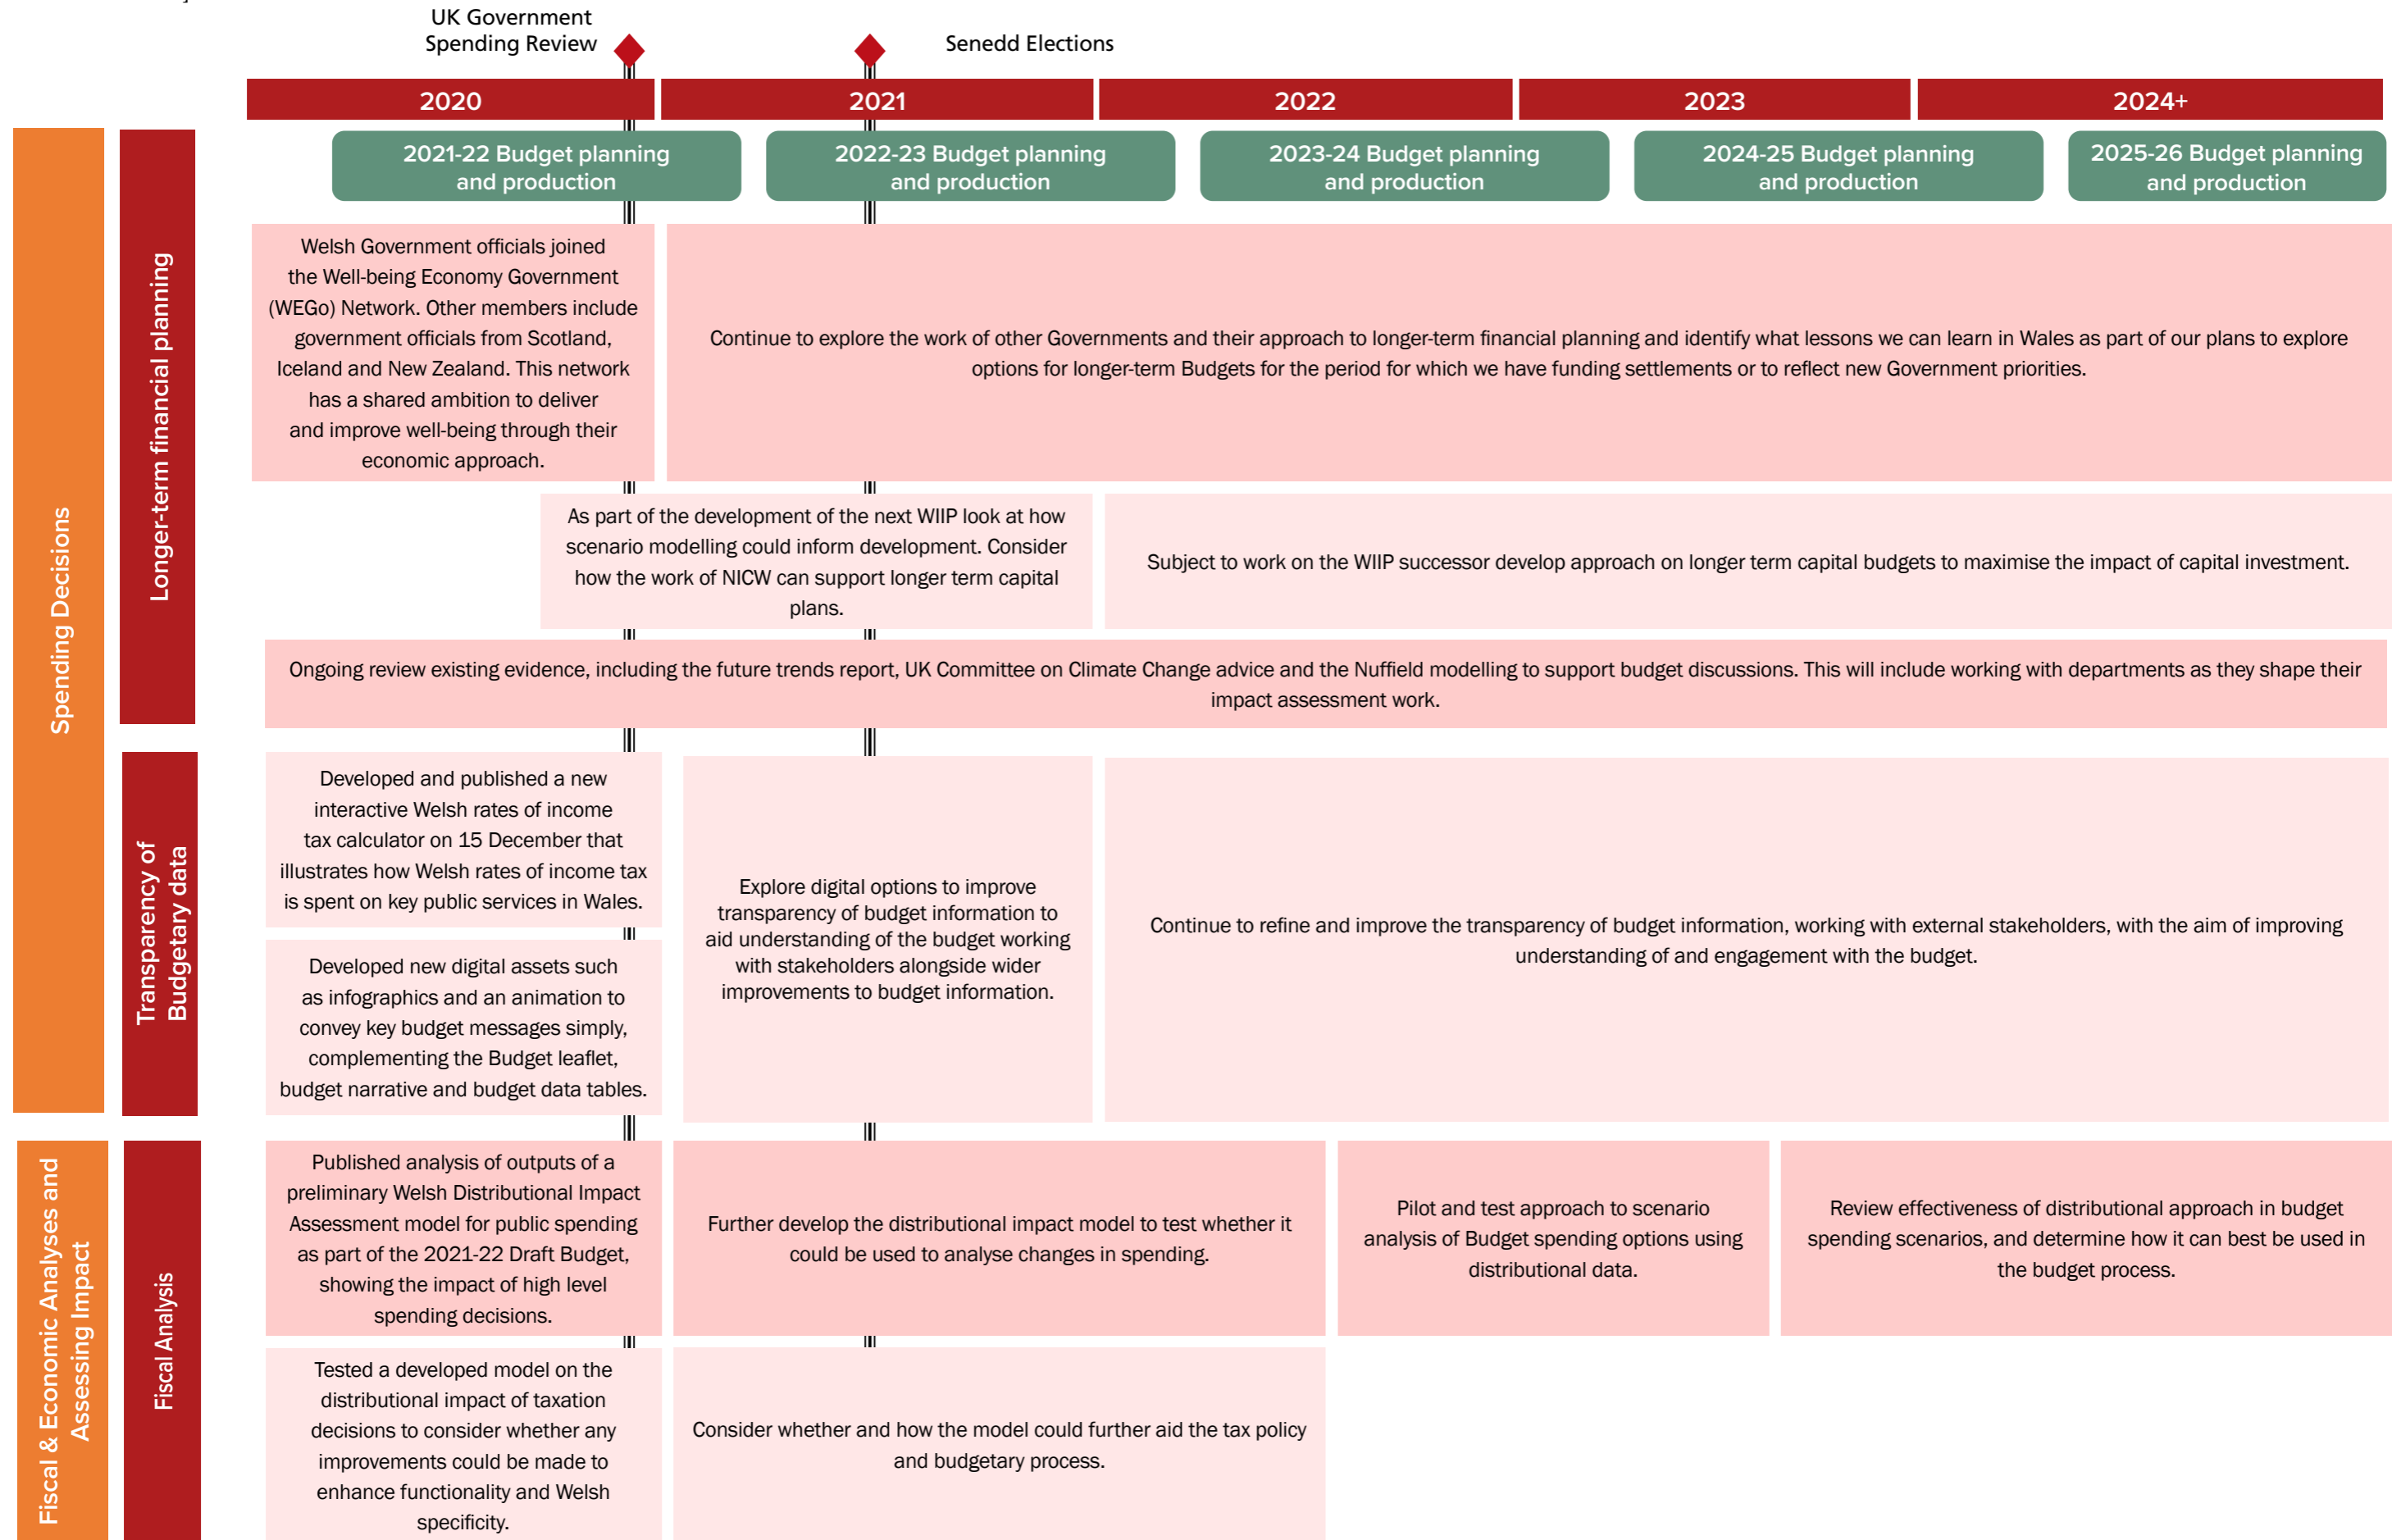 UK Government
Spending Review
Senedd Elections
2020
2021
2022
2023
2024+
2021-22 Budget planning
and production
2022-23 Budget planning
and production
2023-24 Budget planning
and production
2024-25 Budget planning
and production
2025-26 Budget planning
and production
Spending Decisions
Longer-term financial planning
Welsh Government officials joined
the Well-being Economy Government
(WEGo) Network. Other members include
government officials from Scotland,
Iceland and New Zealand. This network
has a shared ambition to deliver
and improve well-being through their
economic approach.
Continue to explore the work of other Governments and their approach to longer-term financial planning and identify what lessons we can learn in Wales as part of our plans to explore
options for longer-term Budgets for the period for which we have funding settlements or to reflect new Government priorities.
As part of the development of the next WIIP look at how
scenario modelling could inform development. Consider
how the work of NICW can support longer term capital
plans.
Subject to work on the WIIP successor develop approach on longer term capital budgets to maximise the impact of capital investment.
Ongoing review existing evidence, including the future trends report, UK Committee on Climate Change advice and the Nuffield modelling to support budget discussions. This will include working with departments as they shape their
impact assessment work.
Transparency of
Budgetary data
Developed and published a new
interactive Welsh rates of income
tax calculator on 15 December that
illustrates how Welsh rates of income tax
is spent on key public services in Wales.
Developed new digital assets such
as infographics and an animation to
convey key budget messages simply,
complementing the Budget leaflet,
budget narrative and budget data tables.
Explore digital options to improve
transparency of budget information to
aid understanding of the budget working
with stakeholders alongside wider
improvements to budget information.
Continue to refine and improve the transparency of budget information, working with external stakeholders, with the aim of improving
understanding of and engagement with the budget.
Fiscal & Economic Analyses and
Assessing Impact
Fiscal Analysis
Published analysis of outputs of a
preliminary Welsh Distributional Impact
Assessment model for public spending
as part of the 2021-22 Draft Budget,
showing the impact of high level
spending decisions.
Further develop the distributional impact model to test whether it
could be used to analyse changes in spending.
Pilot and test approach to scenario
analysis of Budget spending options using
distributional data.
Review effectiveness of distributional approach in budget
spending scenarios, and determine how it can best be used in
the budget process.
Tested a developed model on the
distributional impact of taxation
decisions to consider whether any
improvements could be made to
enhance functionality and Welsh
specificity.
Consider whether and how the model could further aid the tax policy
and budgetary process.